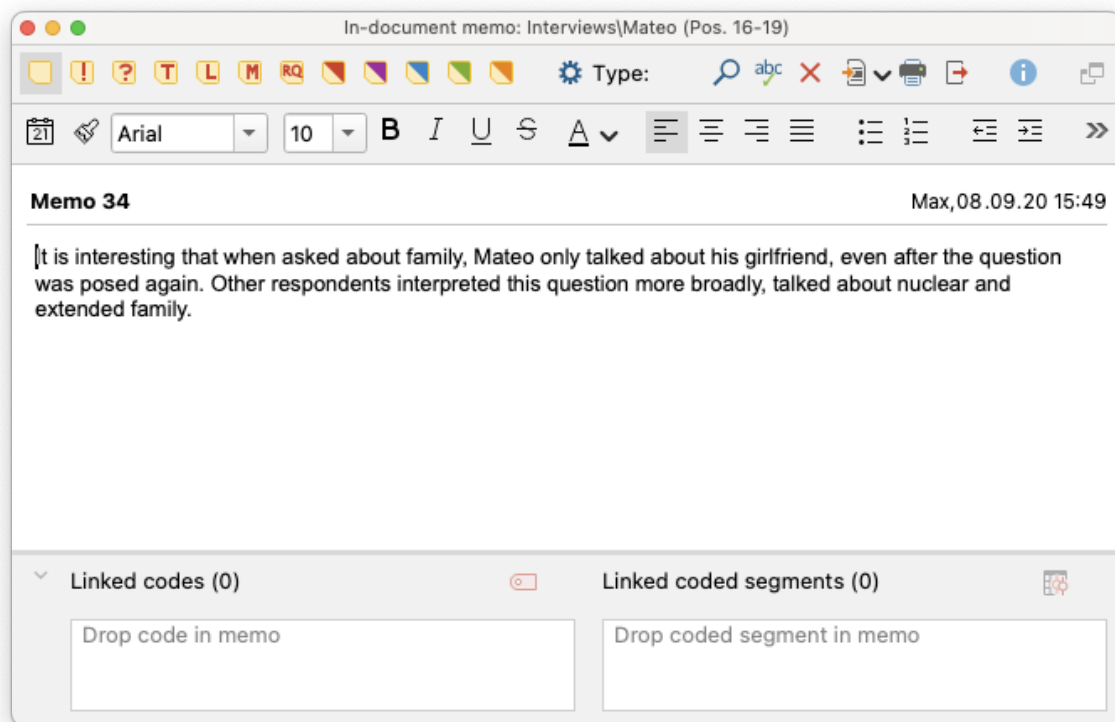 In-document memo: Interviews\Mateo (Pos. 16-19)
! ? T L M RQ Type: abc i
21 Arial 10 B I U S A »
Memo 34 Max,08.09.20 15:49
It is interesting that when asked about family, Mateo only talked about his girlfriend, even after the question
was posed again. Other respondents interpreted this question more broadly, talked about nuclear and
extended family.
Linked codes (0) Linked coded segments (0)
Drop code in memo Drop coded segment in memo